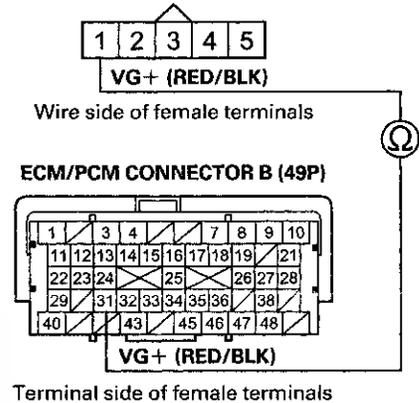 1 2 3 4 5
VG+ (RED/BLK)
Wire side of female terminals
Ω
ECM/PCM CONNECTOR B (49P)
1 3 4 7 8 9 10
11 12 13 14 15 16 17 18 19 21
22 23 24 25 26 27 28
29 31 32 33 34 35 36 38
40 43 45 46 47 48
VG+ (RED/BLK)
Terminal side of female terminals